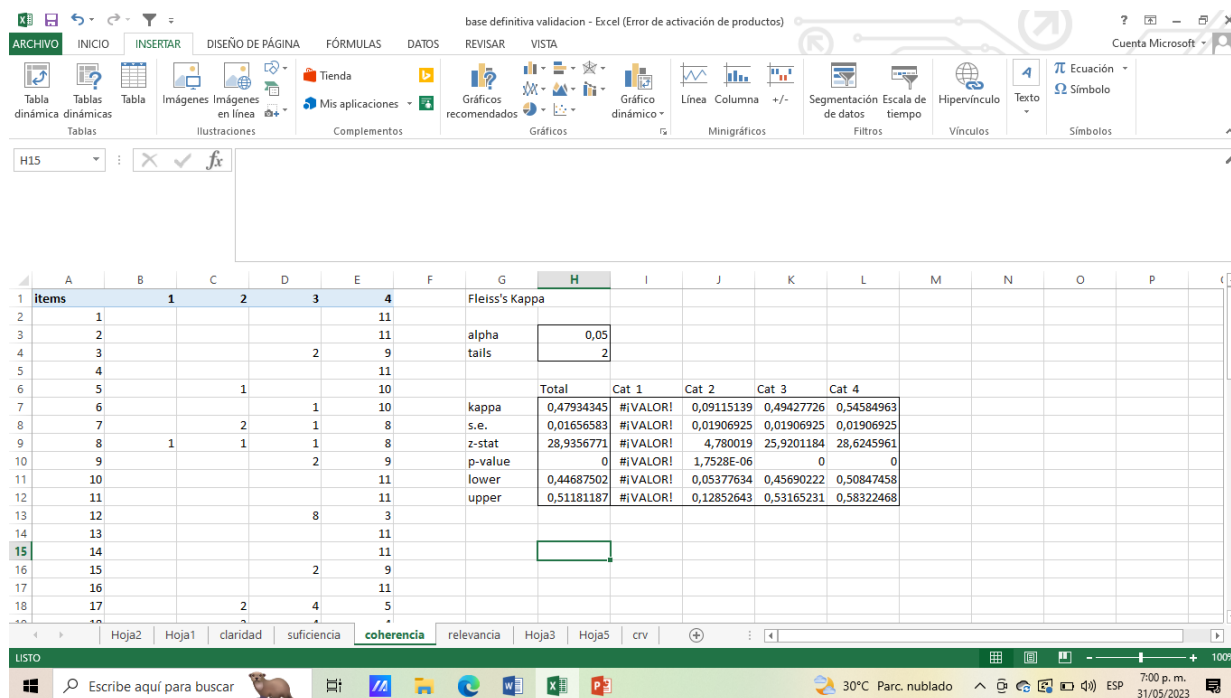 base definitiva validacion - Excel (Error de activación de productos)
ARCHIVO INICIO INSERTAR DISEÑO DE PÁGINA FÓRMULAS DATOS REVISAR VISTA Cuenta Microsoft
Tabla dinámica
Tablas dinámicas
Tabla
Tablas
Imágenes
Imágenes en línea
Ilustraciones
Tienda
Mis aplicaciones
Complementos
Gráficos recomendados
Gráfico dinámico
Gráficos
Línea Columna +/-
Minigráficos
Segmentación de datos
Escala de tiempo
Filtros
Hipervínculo
Vínculos
Texto
π Ecuación
Ω Símbolo
Símbolos
H15 fx
A B C D E F G H I J K L M N O P
1 items 1 2 3 4 Fleiss's Kappa
2 1 11
3 2 11 alpha 0,05
4 3 2 9 tails 2
5 4 11
6 5 1 10 Total Cat 1 Cat 2 Cat 3 Cat 4
7 6 1 10 kappa 0,47934345 #¡VALOR! 0,09115139 0,49427726 0,54584963
8 7 2 1 8 s.e. 0,01656583 #¡VALOR! 0,01906925 0,01906925 0,01906925
9 8 1 1 1 8 z-stat 28,9356771 #¡VALOR! 4,780019 25,9201184 28,6245961
10 9 2 9 p-value 0 #¡VALOR! 1,7528E-06 0 0
11 10 11 lower 0,44687502 #¡VALOR! 0,05377634 0,45690222 0,50847458
12 11 11 upper 0,51181187 #¡VALOR! 0,12852643 0,53165231 0,58322468
13 12 8 3
14 13 11
15 14 11
16 15 2 9
17 16 11
18 17 2 4 5
Hoja2 Hoja1 claridad suficiencia coherencia relevancia Hoja3 Hoja5 crv
LISTO 100%
Escribe aquí para buscar 30°C Parc. nublado ESP 7:00 p. m.
31/05/2023